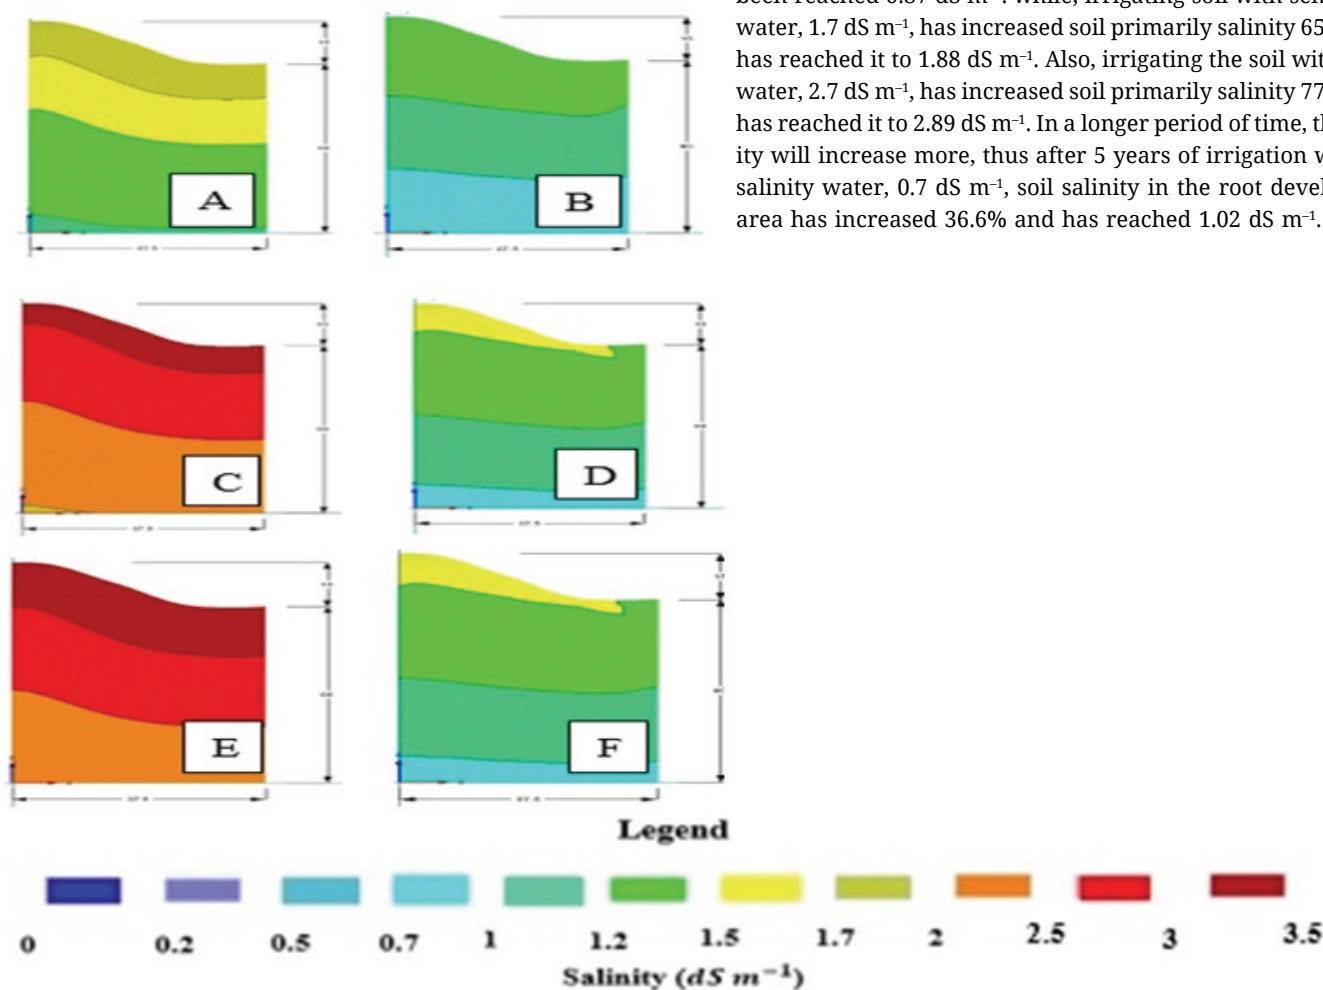 water, 1.7 dS m⁻¹, has increased soil primarily salinity 65
has reached it to 1.88 dS m⁻¹. Also, irrigating the soil wit
water, 2.7 dS m⁻¹, has increased soil primarily salinity 77
has reached it to 2.89 dS m⁻¹. In a longer period of time, t
ity will increase more, thus after 5 years of irrigation w
salinity water, 0.7 dS m⁻¹, soil salinity in the root devel
area has increased 36.6% and has reached 1.02 dS m⁻¹.
A
B
C
D
E
F
Legend
0 0.2 0.5 0.7 1 1.2 1.5 1.7 2 2.5 3 3.5
Salinity (dS m⁻¹)